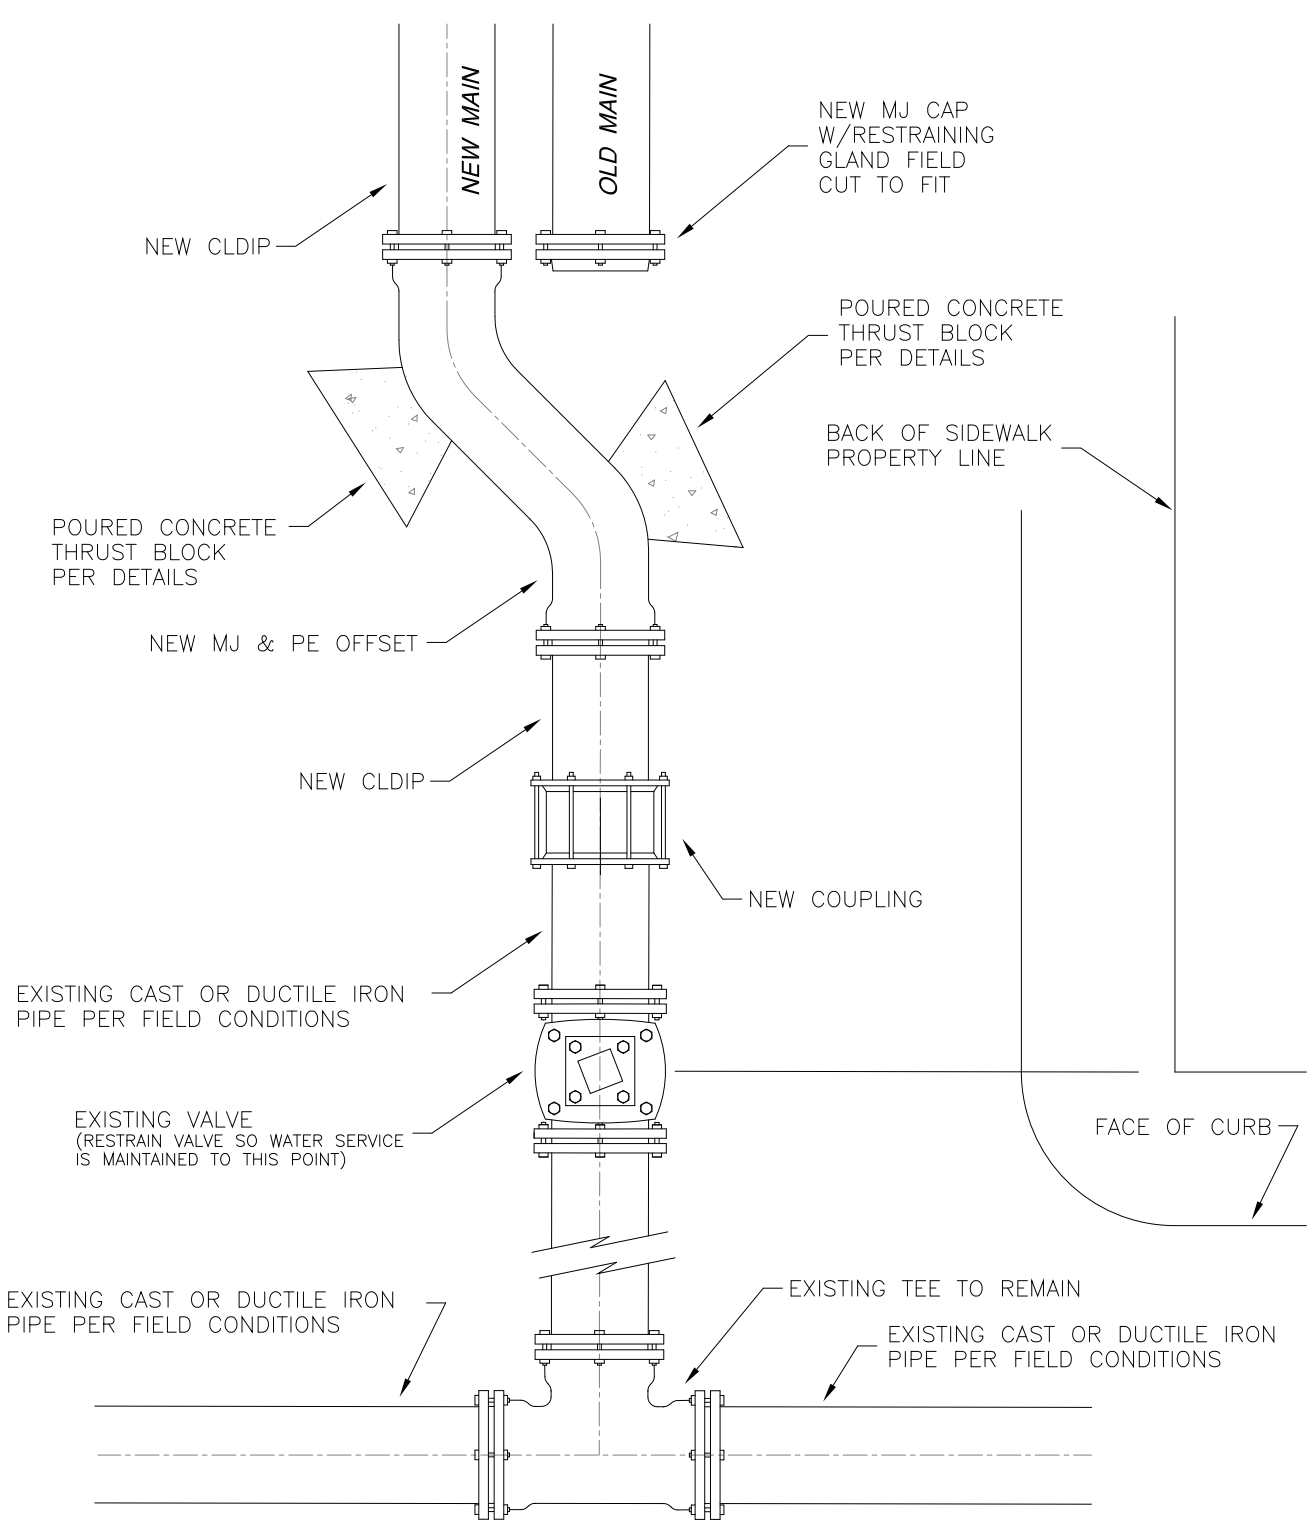 NEW MAIN
OLD MAIN
NEW MJ CAP
W/RESTRAINING
GLAND FIELD
CUT TO FIT
NEW CLDIP
POURED CONCRETE
THRUST BLOCK
PER DETAILS
BACK OF SIDEWALK
PROPERTY LINE
POURED CONCRETE
THRUST BLOCK
PER DETAILS
NEW MJ & PE OFFSET
NEW CLDIP
NEW COUPLING
EXISTING CAST OR DUCTILE IRON
PIPE PER FIELD CONDITIONS
EXISTING VALVE
(RESTRAIN VALVE SO WATER SERVICE
IS MAINTAINED TO THIS POINT)
FACE OF CURB
EXISTING CAST OR DUCTILE IRON
PIPE PER FIELD CONDITIONS
EXISTING TEE TO REMAIN
EXISTING CAST OR DUCTILE IRON
PIPE PER FIELD CONDITIONS